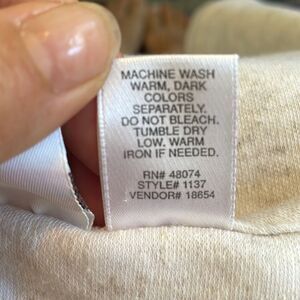 MACHINE WASH
WARM, DARK
COLORS
SEPARATELY.
DO NOT BLEACH.
TUMBLE DRY
LOW. WARM
IRON IF NEEDED.
RN# 48074
STYLE# 1137
VENDOR# 18654